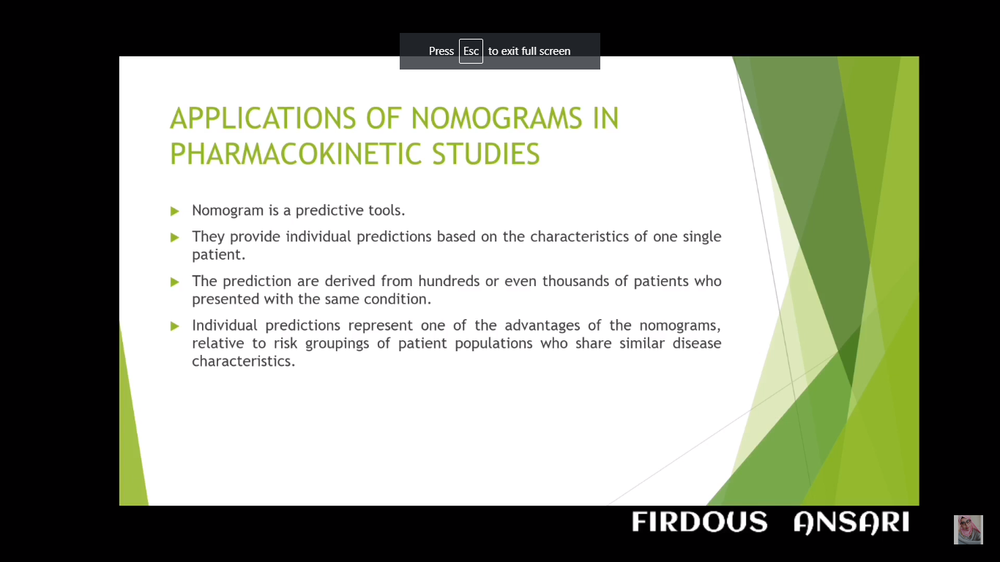 Press Esc to exit full screen
APPLICATIONS OF NOMOGRAMS IN
PHARMACOKINETIC STUDIES
Nomogram is a predictive tools.
They provide individual predictions based on the characteristics of one single
patient.
The prediction are derived from hundreds or even thousands of patients who
presented with the same condition.
Individual predictions represent one of the advantages of the nomograms,
relative to risk groupings of patient populations who share similar disease
characteristics.
FIRDOUS ANSARI